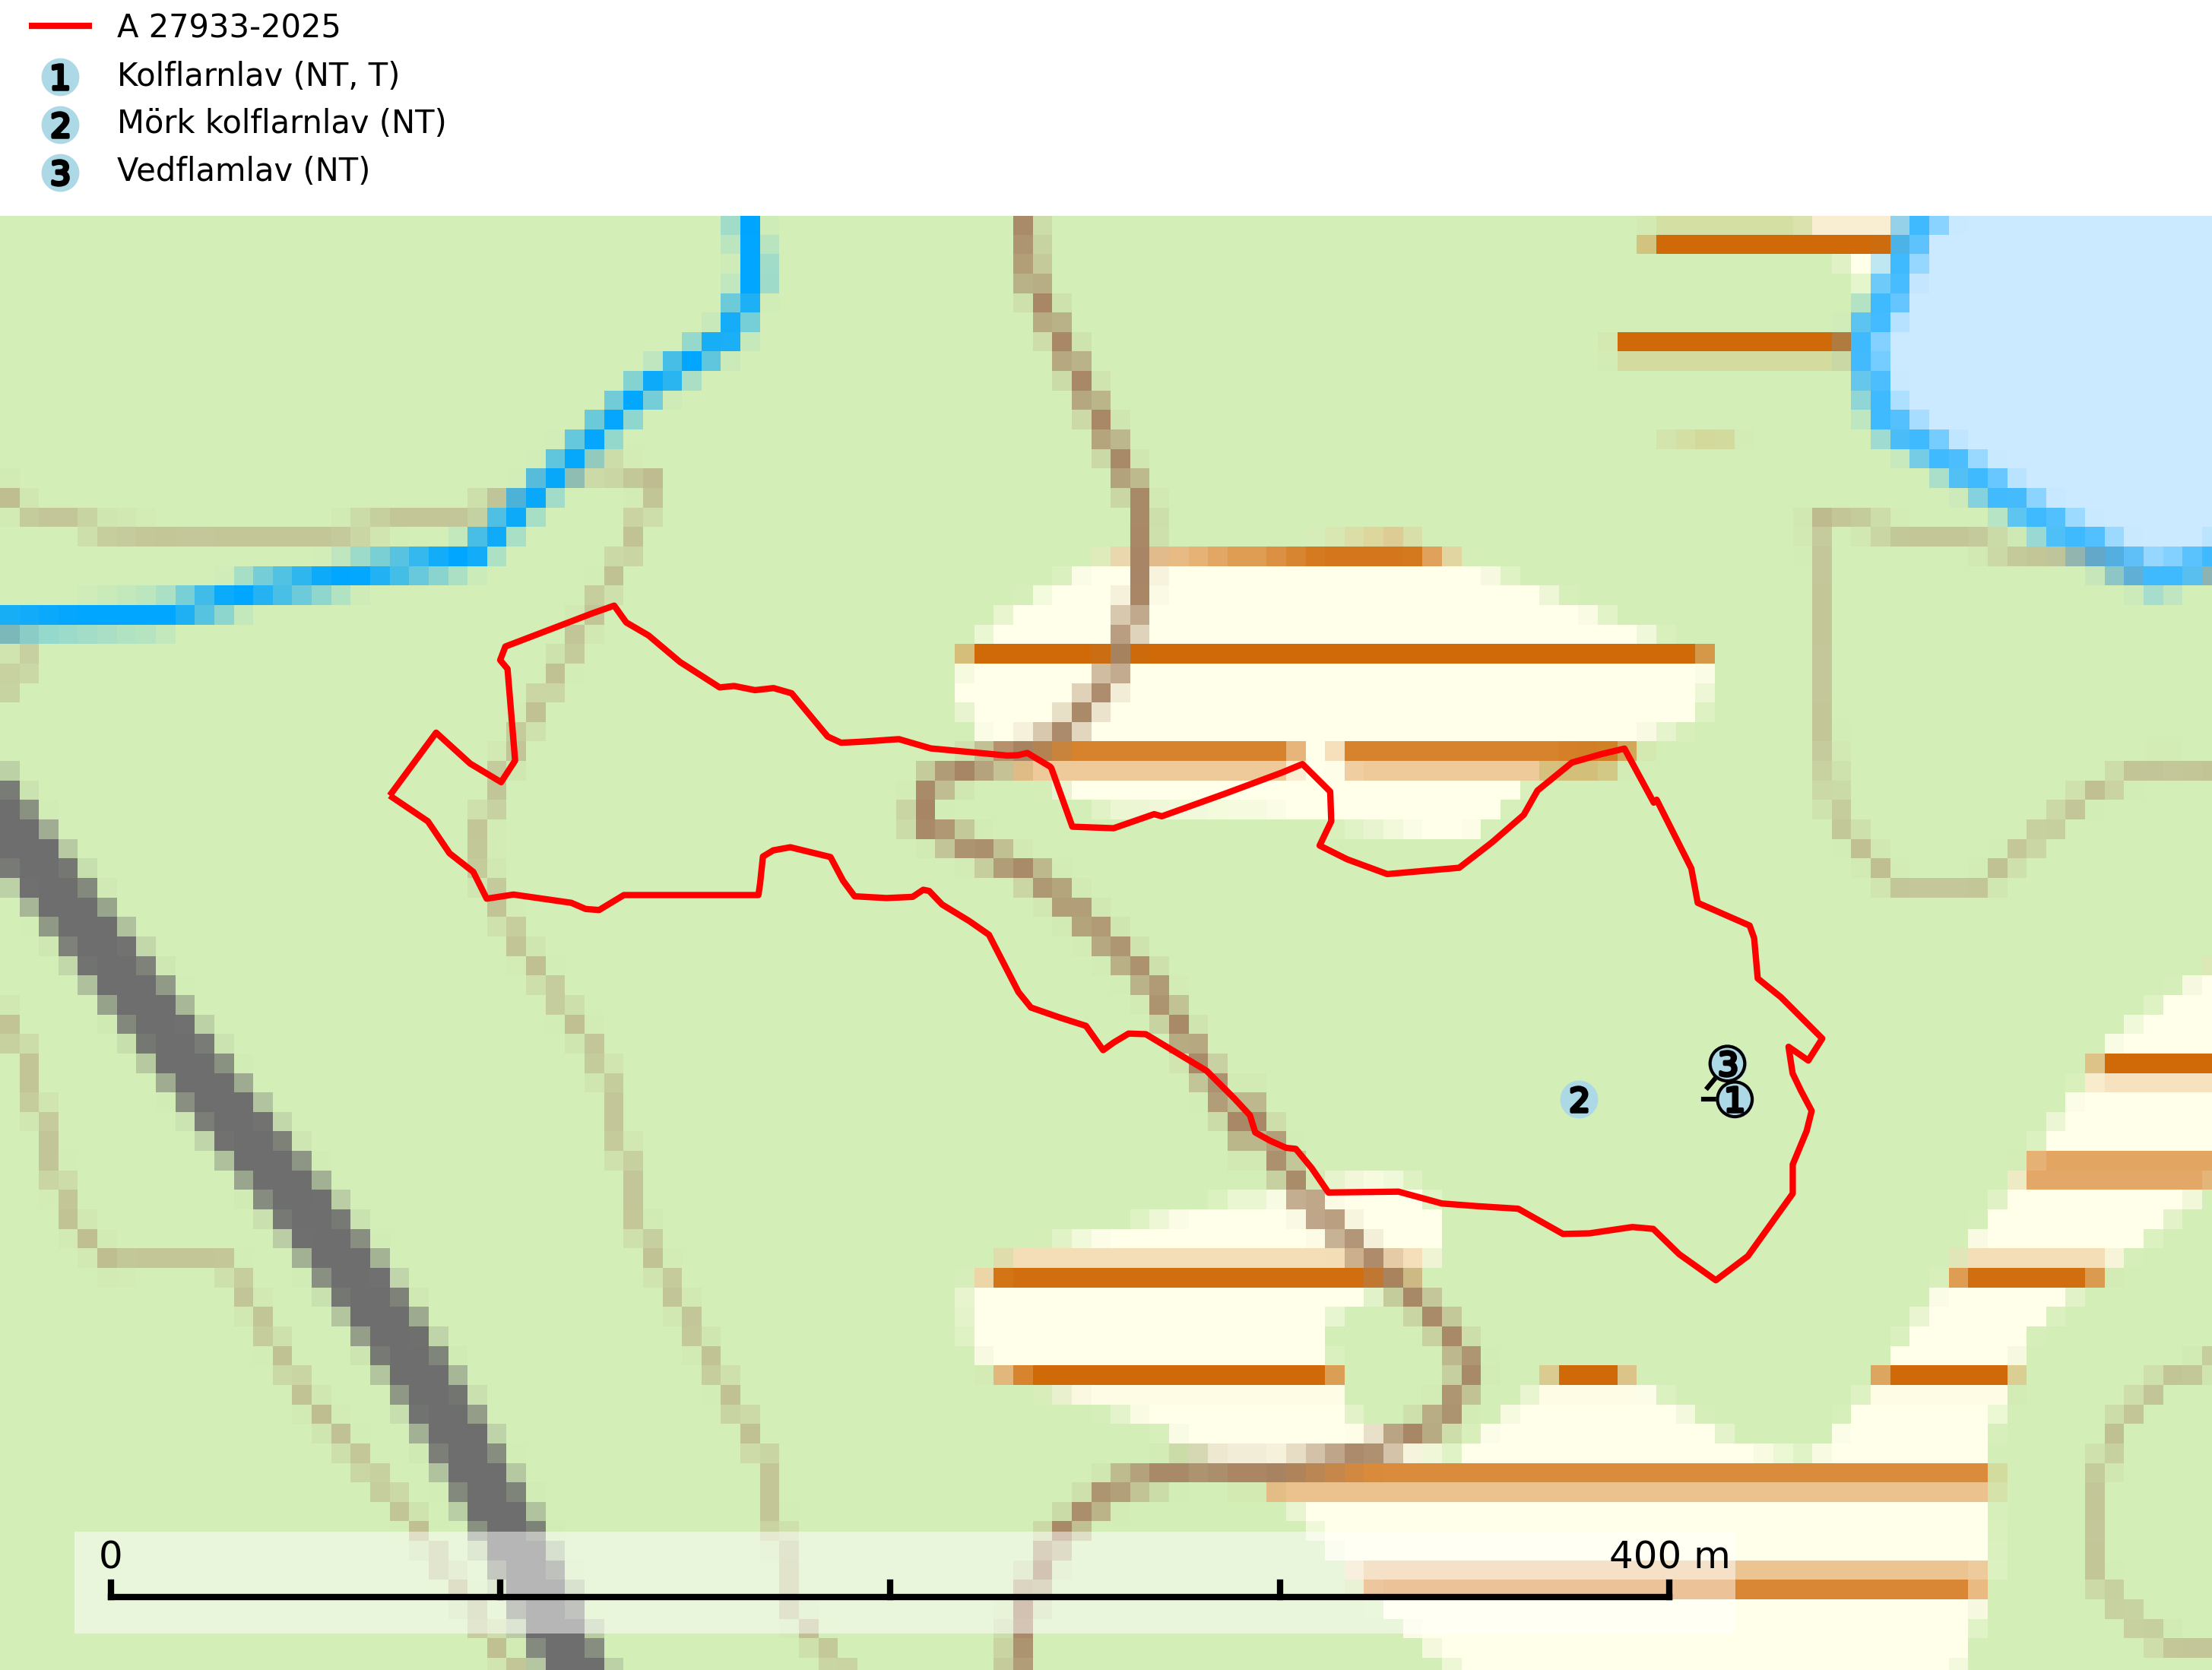 A 27933-2025
1 Kolflarnlav (NT, T)
2 Mörk kolflarnlav (NT)
3 Vedflamlav (NT)
3
2 1
0 400 m